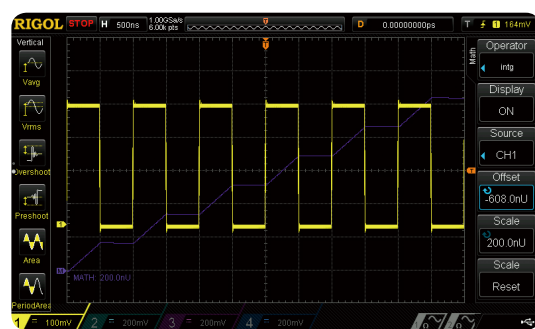 RIGOL STOP H 500ns 1.00GSa/s 6.00k pts D 0.00000000ps T 1 164mV
Vertical
Vavg
Vrms
Overshoot
Preshoot
Area
PeriodArea
MATH: 200.0nU
Math
Operator
intg
Display
ON
Source
CH1
Offset
-608.0nU
Scale
200.0nU
Scale
Reset
1 = 100mV 2 = 200mV 3 = 200mV 4 = 200mV